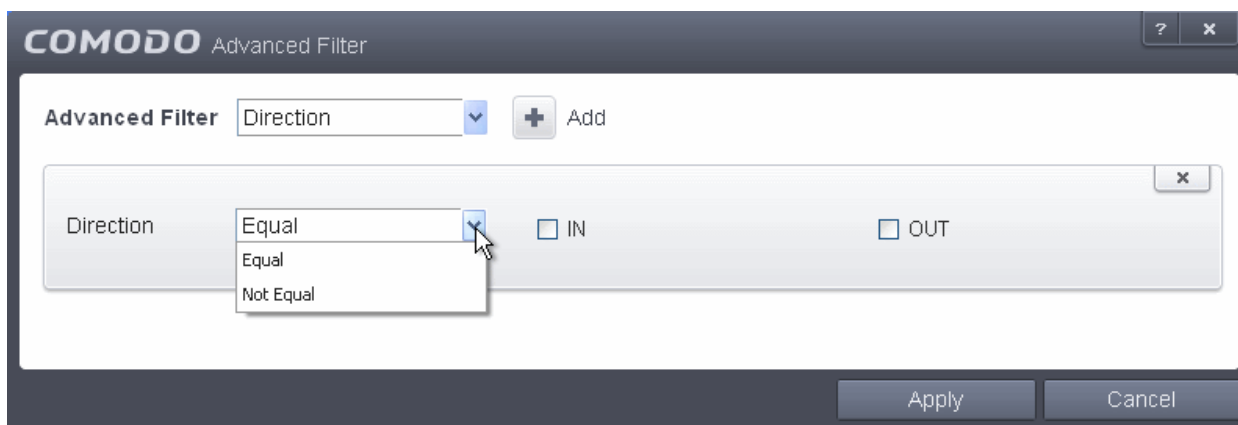 COMODO Advanced Filter ? x
Advanced Filter Direction + Add
x
Direction Equal IN OUT
Equal
Not Equal
Apply Cancel